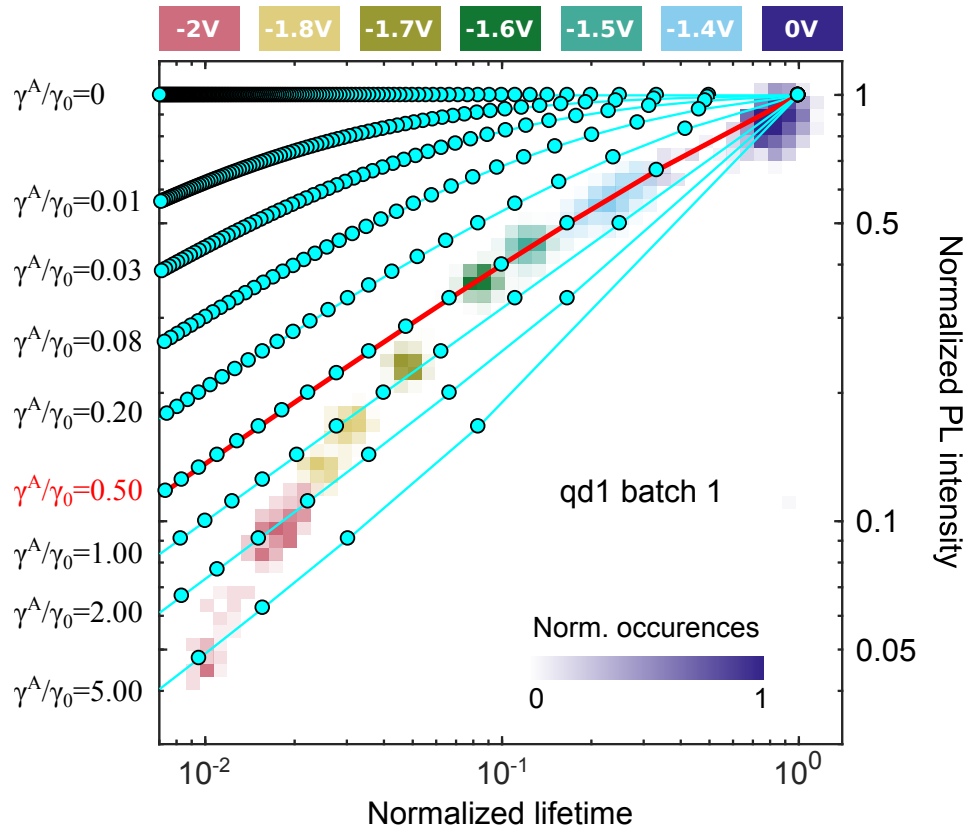 -2V -1.8V -1.7V -1.6V -1.5V -1.4V 0V
γᴬ/γ₀=0
γᴬ/γ₀=0.01
γᴬ/γ₀=0.03
γᴬ/γ₀=0.08
γᴬ/γ₀=0.20
γᴬ/γ₀=0.50
γᴬ/γ₀=1.00
γᴬ/γ₀=2.00
γᴬ/γ₀=5.00
1
0.5
0.1
0.05
Normalized PL intensity
qd1 batch 1
Norm. occurences
0 1
10⁻² 10⁻¹ 10⁰
Normalized lifetime